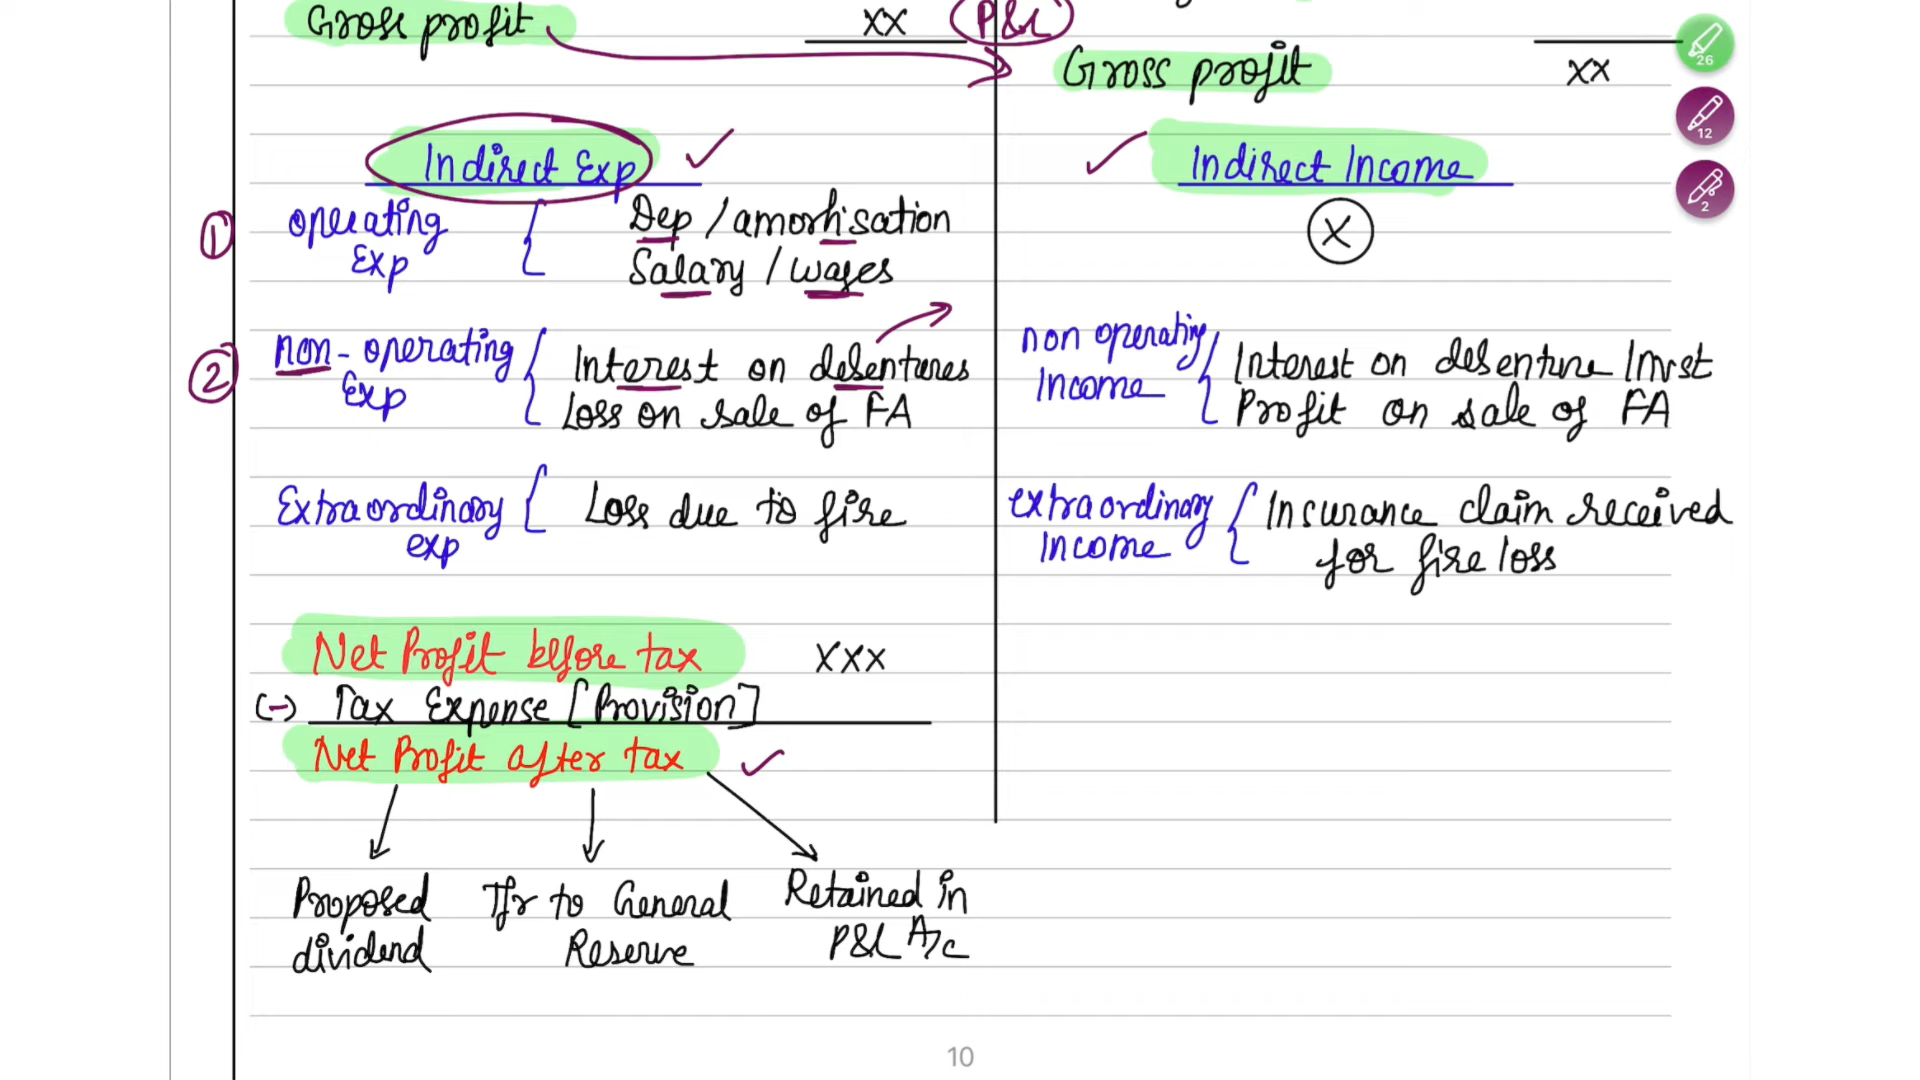 Gross profit XX
P&L
Gross profit XX
26
12
2
Indirect Exp
① operating Exp
Dep / amortisation
Salary / wages
② non-operating Exp
Interest on debentures
Loss on sale of FA
Extraordinary exp
Loss due to fire
Indirect Income
X
non operating Income
Interest on debenture Invst
Profit on sale of FA
extraordinary Income
Insurance claim received
for fire loss
Net Profit before tax XXX
(-) Tax Expense [Provision]
Net Profit after tax
Proposed dividend
Tfr to General Reserve
Retained in P&L A/c
10